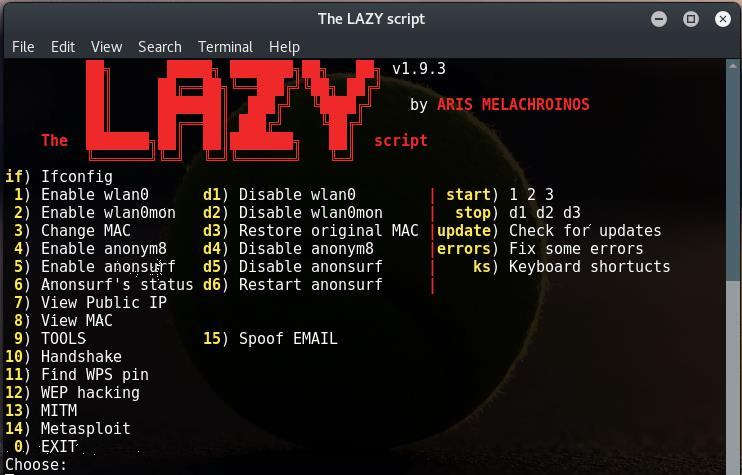 The LAZY script
File Edit View Search Terminal Help
LAZY v1.9.3
by ARIS MELACHROINOS
The script
if) Ifconfig
1) Enable wlan0 d1) Disable wlan0 | start) 1 2 3
2) Enable wlan0mon d2) Disable wlan0mon | stop) d1 d2 d3
3) Change MAC d3) Restore original MAC |update) Check for updates
4) Enable anonym8 d4) Disable anonym8 |errors) Fix some errors
5) Enable anonsurf d5) Disable anonsurf | ks) Keyboard shortucts
6) Anonsurf's status d6) Restart anonsurf |
7) View Public IP
8) View MAC
9) TOOLS 15) Spoof EMAIL
10) Handshake
11) Find WPS pin
12) WEP hacking
13) MITM
14) Metasploit
0) EXIT
Choose: